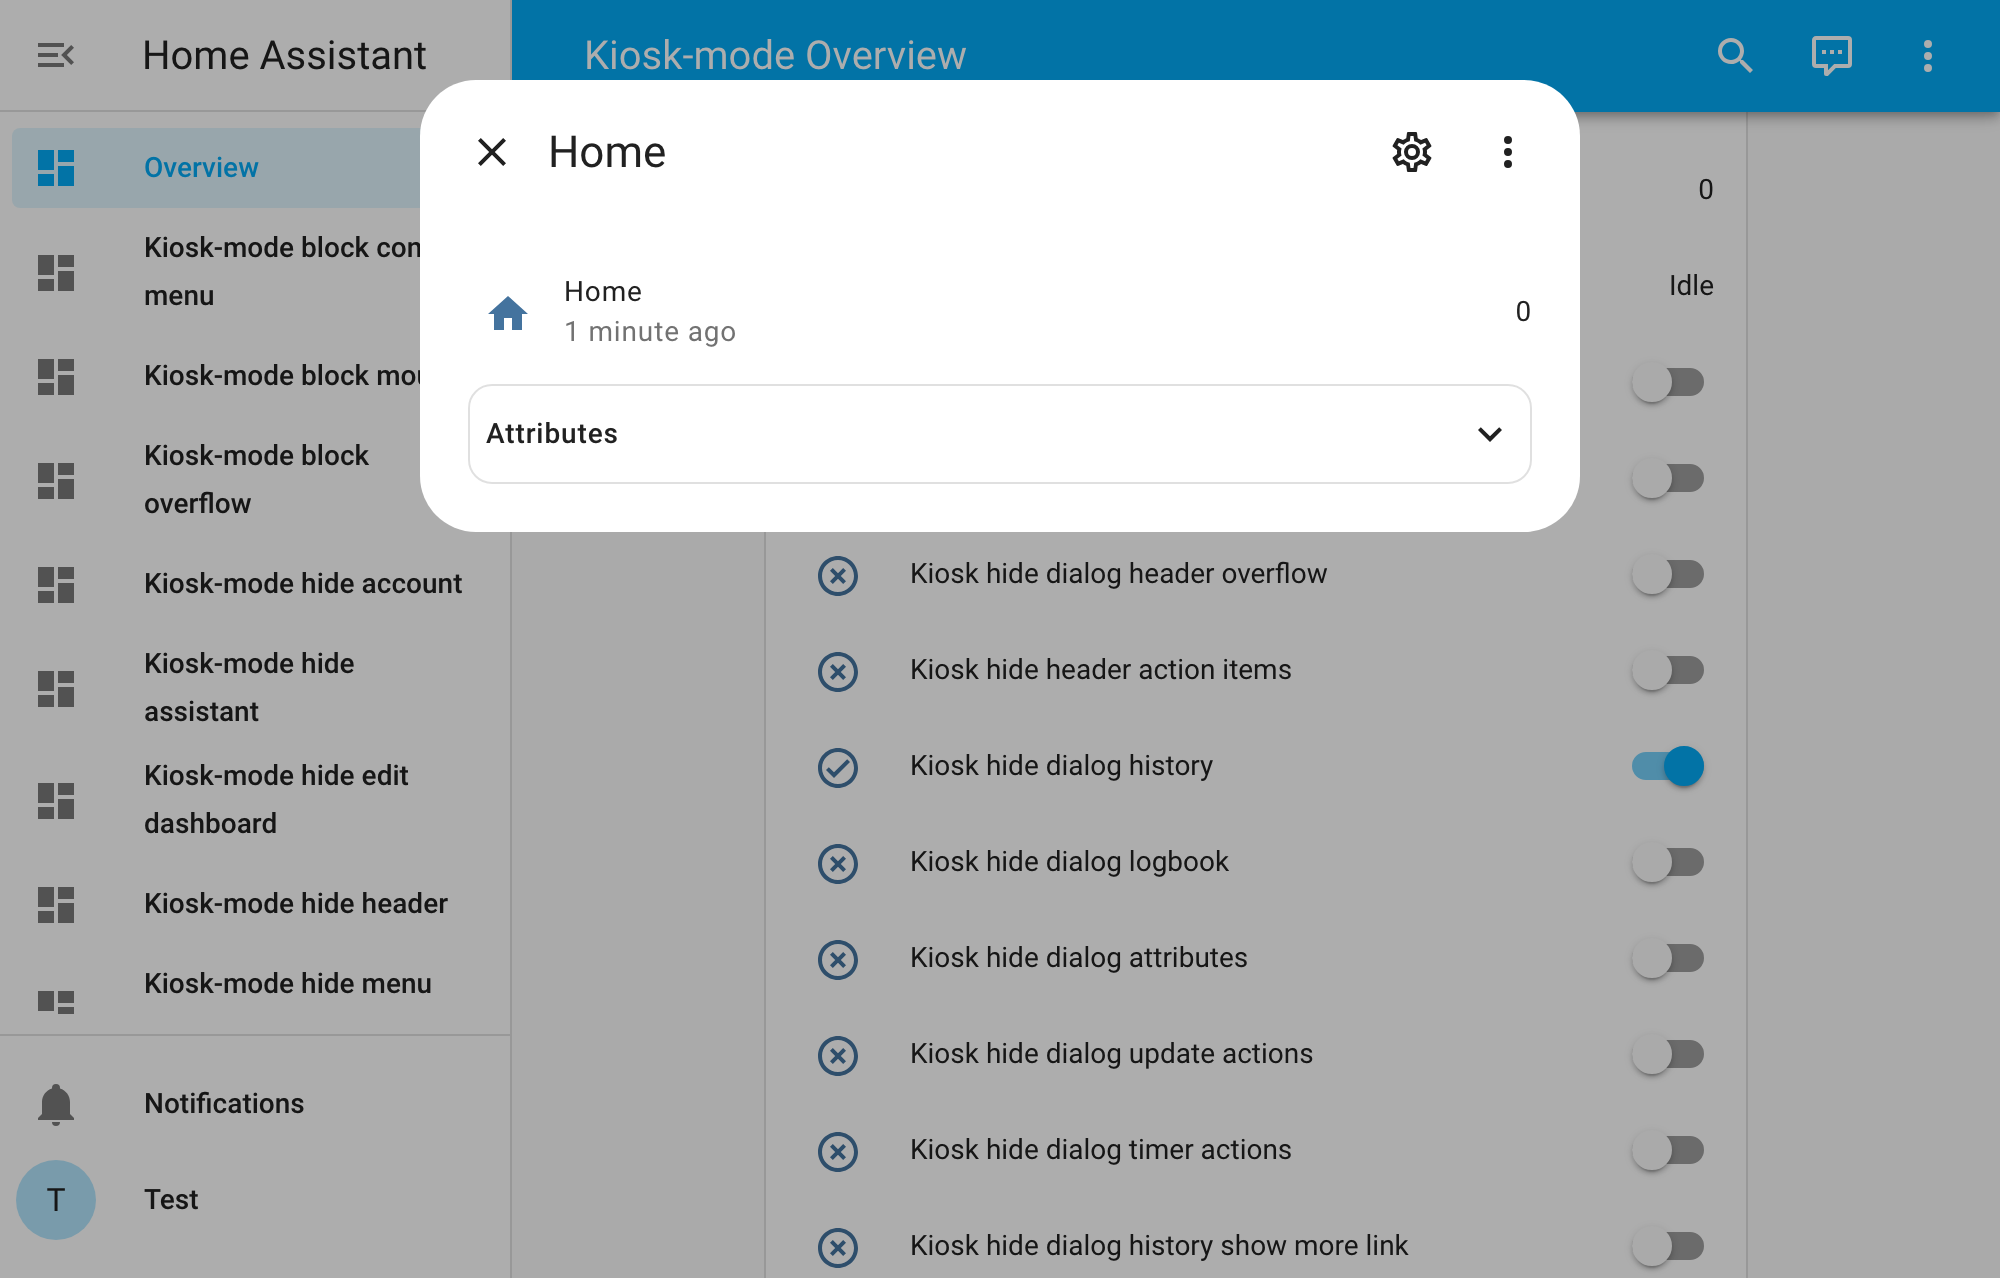 Home Assistant
Kiosk-mode Overview
Home
Home
1 minute ago
0
Attributes
Overview
Kiosk-mode block
menu
Kiosk-mode block
Kiosk-mode block
overflow
Kiosk-mode hide account
Kiosk-mode hide
assistant
Kiosk-mode hide edit
dashboard
Kiosk-mode hide header
Kiosk-mode hide menu
Notifications
T
Test
0
Idle
Kiosk hide dialog header overflow
Kiosk hide header action items
Kiosk hide dialog history
Kiosk hide dialog logbook
Kiosk hide dialog attributes
Kiosk hide dialog update actions
Kiosk hide dialog timer actions
Kiosk hide dialog history show more link